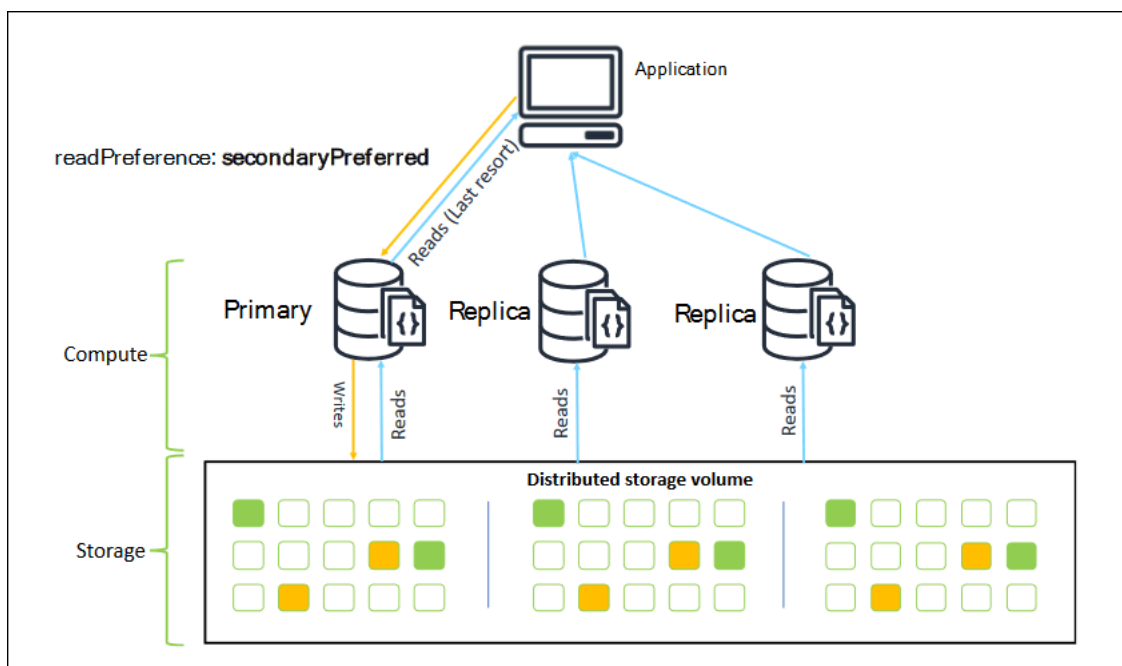 Application
readPreference: secondaryPreferred
Reads (Last resort)
Primary
Replica
Replica
Compute
Writes
Reads
Reads
Reads
Distributed storage volume
Storage